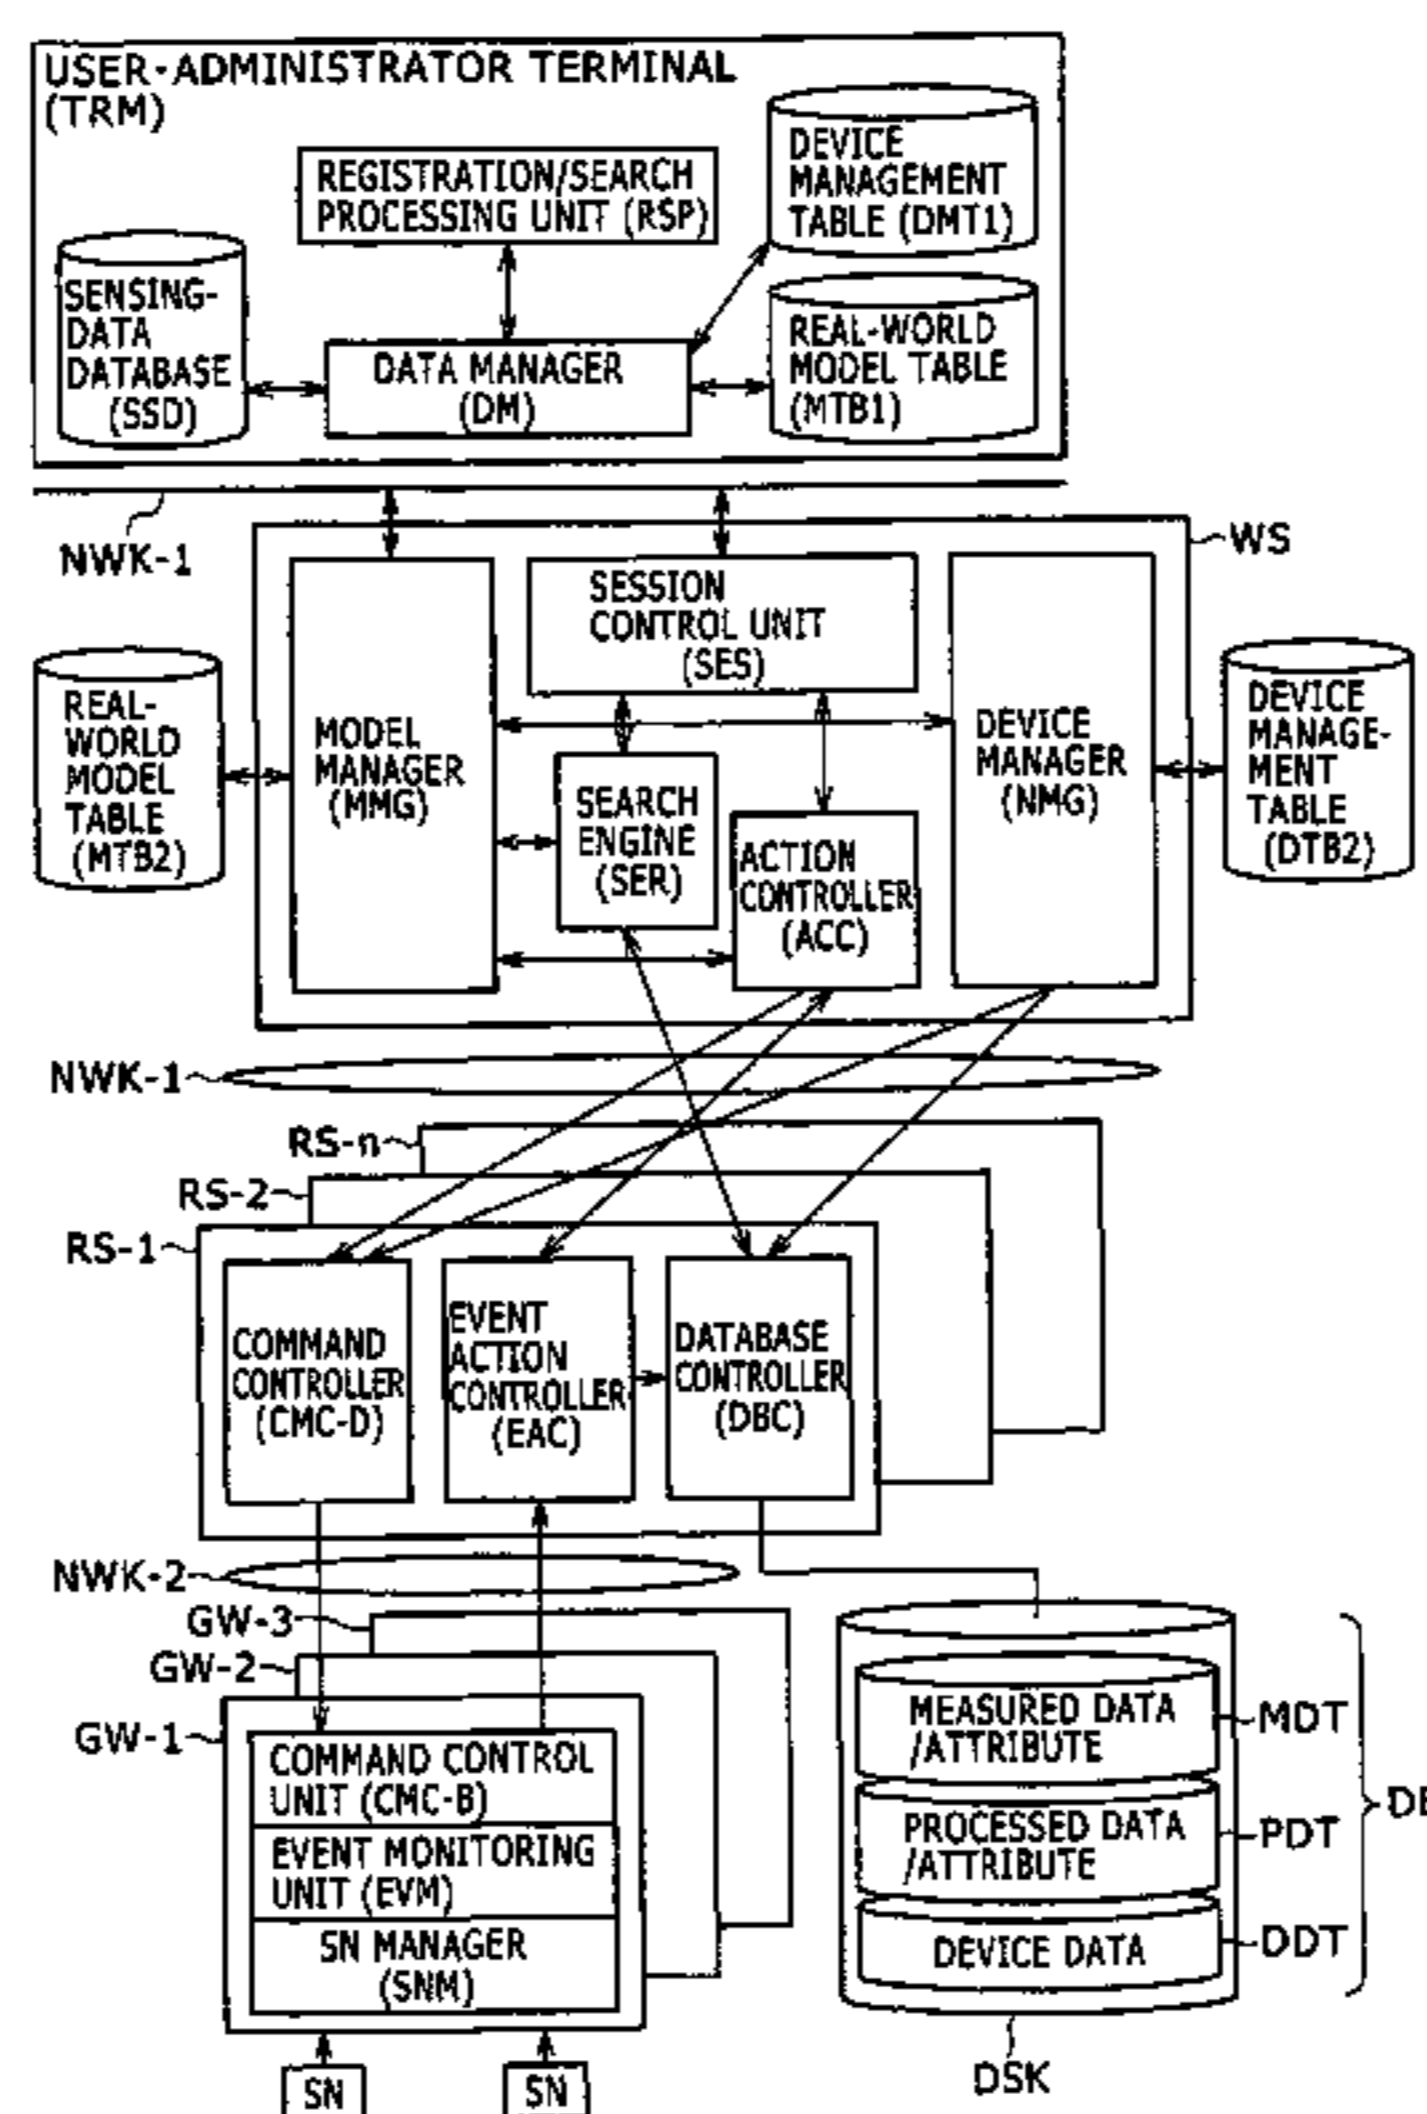 USER-ADMINISTRATOR TERMINAL
(TRM)
REGISTRATION/SEARCH
PROCESSING UNIT (RSP)
DEVICE
MANAGEMENT
TABLE (DMT1)
SENSING-
DATA
DATABASE
(SSD)
DATA MANAGER
(DM)
REAL-WORLD
MODEL TABLE
(MTB1)
NWK-1
WS
MODEL
MANAGER
(MMG)
SESSION
CONTROL UNIT
(SES)
DEVICE
MANAGER
(NMG)
REAL-
WORLD
MODEL
TABLE
(MTB2)
SEARCH
ENGINE
(SER)
ACTION
CONTROLLER
(ACC)
DEVICE
MANAGE-
MENT
TABLE
(DTB2)
NWK-1
RS-n
RS-2
RS-1
COMMAND
CONTROLLER
(CMC-D)
EVENT
ACTION
CONTROLLER
(EAC)
DATABASE
CONTROLLER
(DBC)
NWK-2
GW-3
GW-2
GW-1
COMMAND CONTROL
UNIT (CMC-B)
EVENT MONITORING
UNIT (EVM)
SN MANAGER
(SNM)
SN
SN
MEASURED DATA
/ATTRIBUTE
MDT
PROCESSED DATA
/ATTRIBUTE
PDT
DEVICE DATA
DDT
DSK